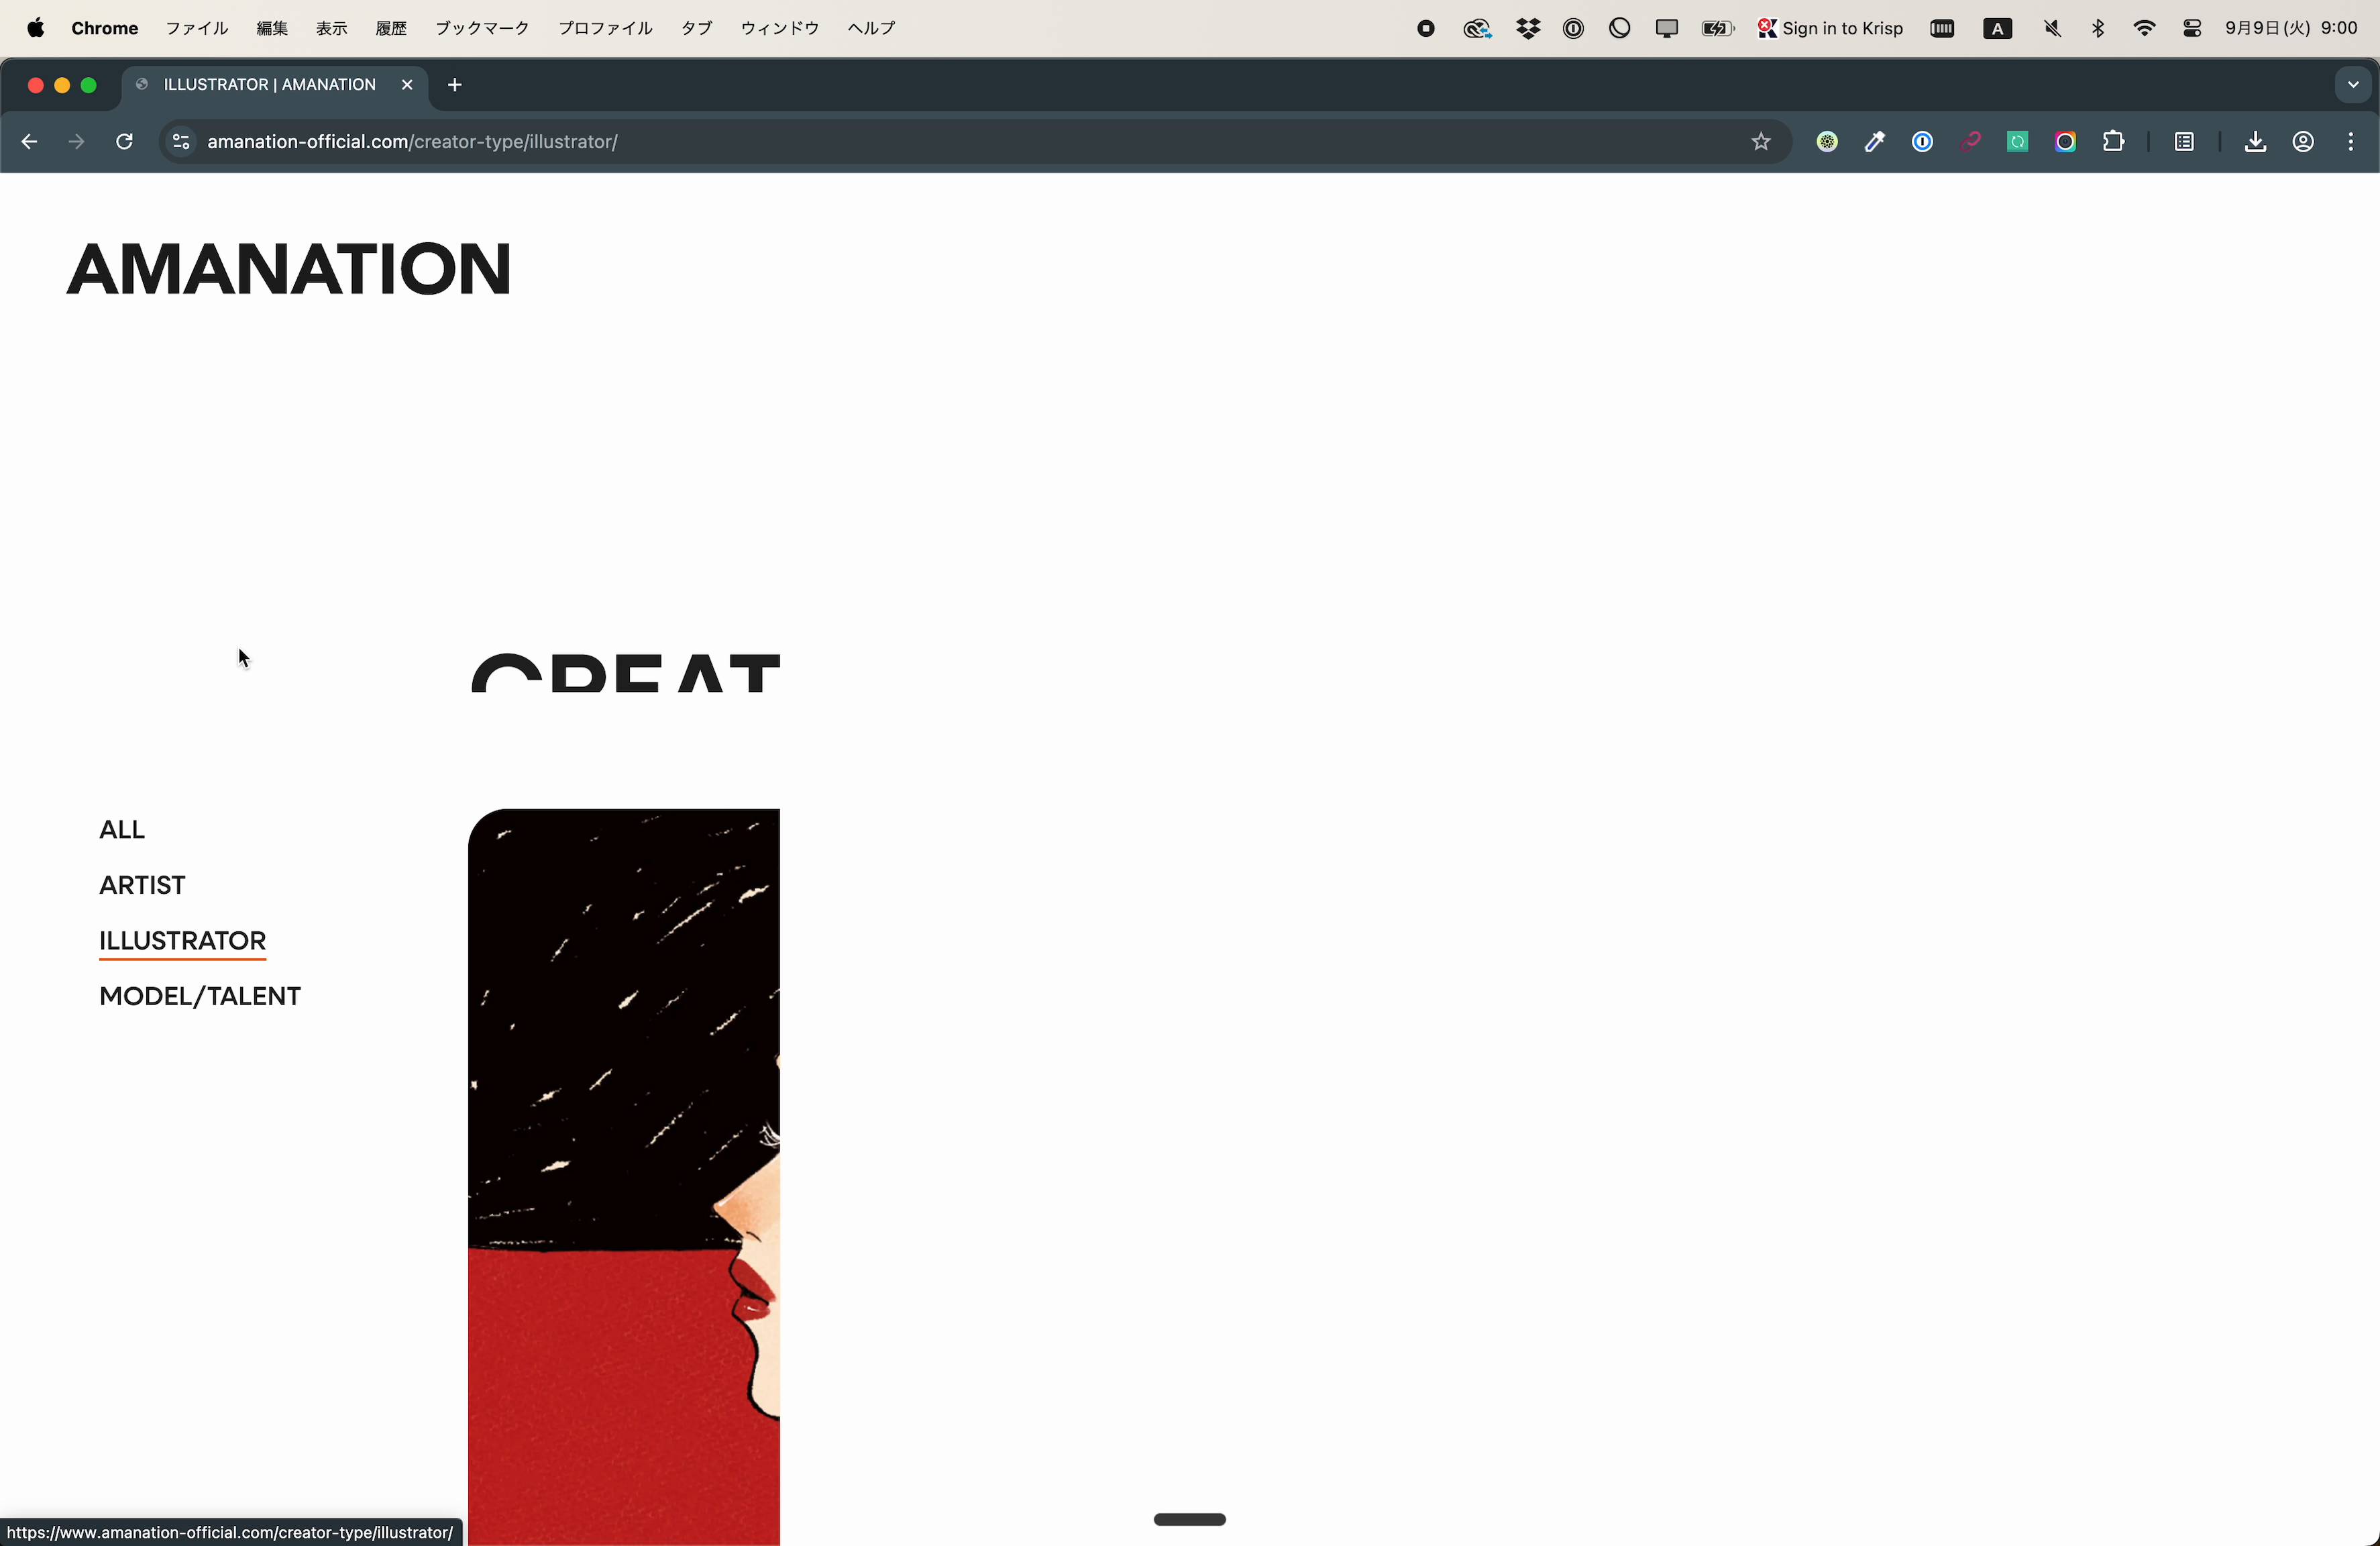 Chrome ファイル 編集 表示 履歴 ブックマーク プロファイル タブ ウィンドウ ヘルプ Sign in to Krisp A 9月9日(火) 9:00
ILLUSTRATOR | AMANATION
amanation-official.com/creator-type/illustrator/
AMANATION
CREAT
ALL
ARTIST
ILLUSTRATOR
MODEL/TALENT
https://www.amanation-official.com/creator-type/illustrator/